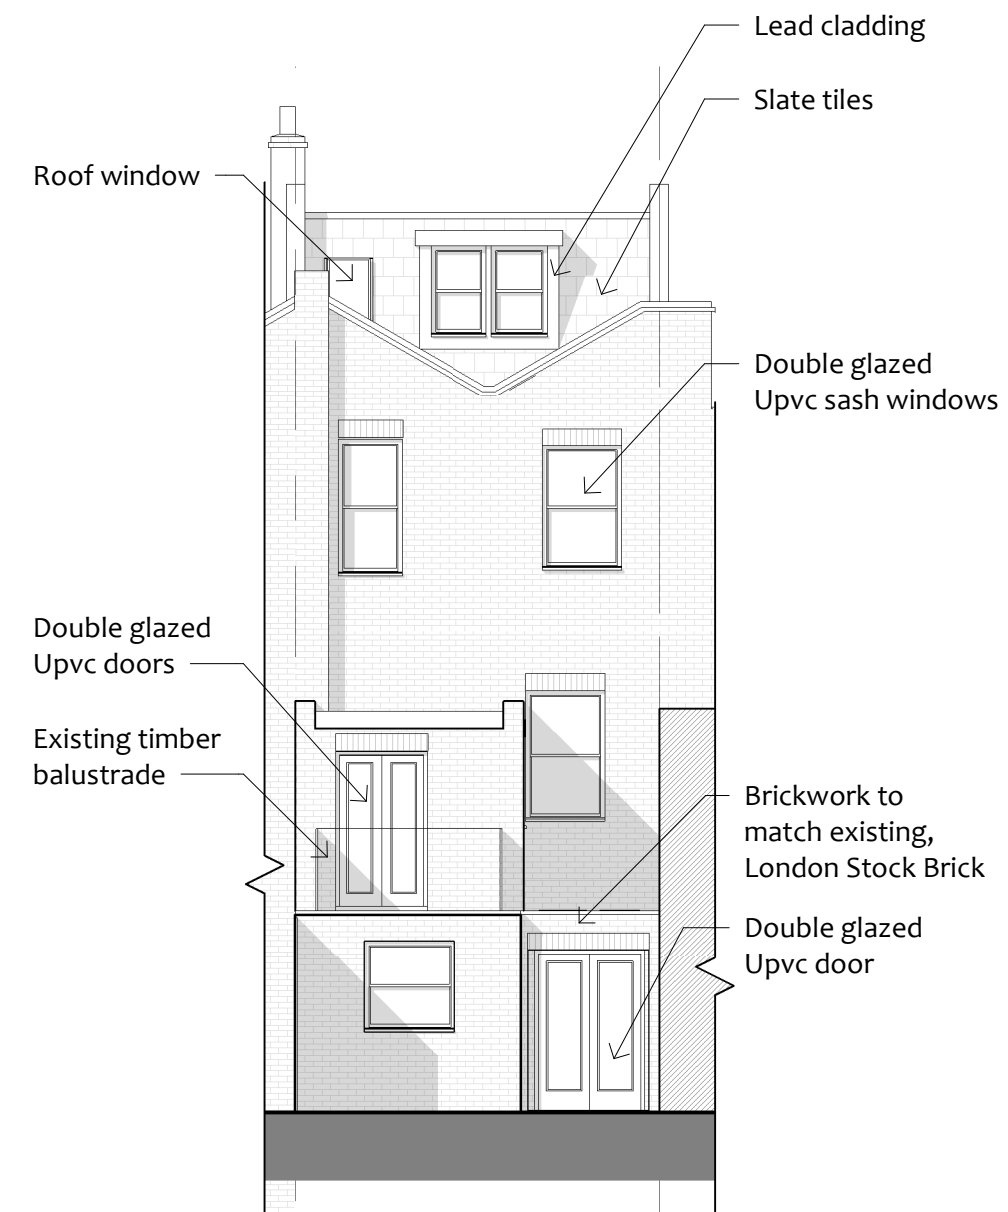 Lead cladding
Slate tiles
Roof window
Double glazed
Upvc sash windows
Double glazed
Upvc doors
Existing timber
balustrade
Brickwork to
match existing,
London Stock Brick
Double glazed
Upvc door